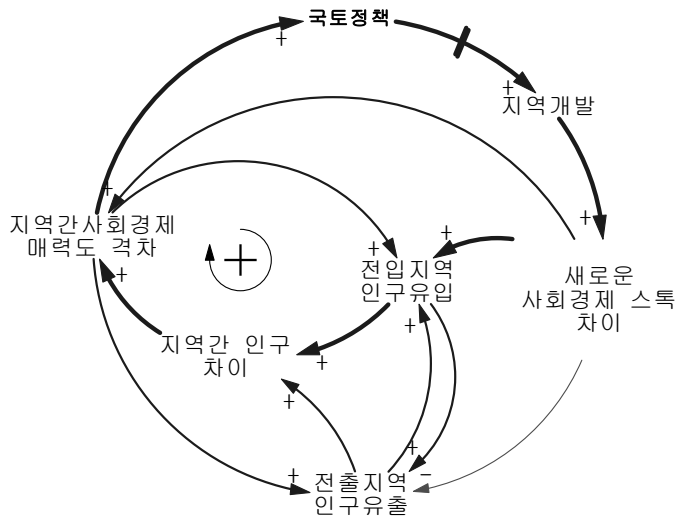 국토정책
+
+
지역개발
+
+
지역간사회경제
매력도 격차
+
+
+
전입지역
인구유입
+
새로운
사회경제 스톡
차이
+
지역간 인구
차이
+
+
+
+
전출지역
인구유출
−